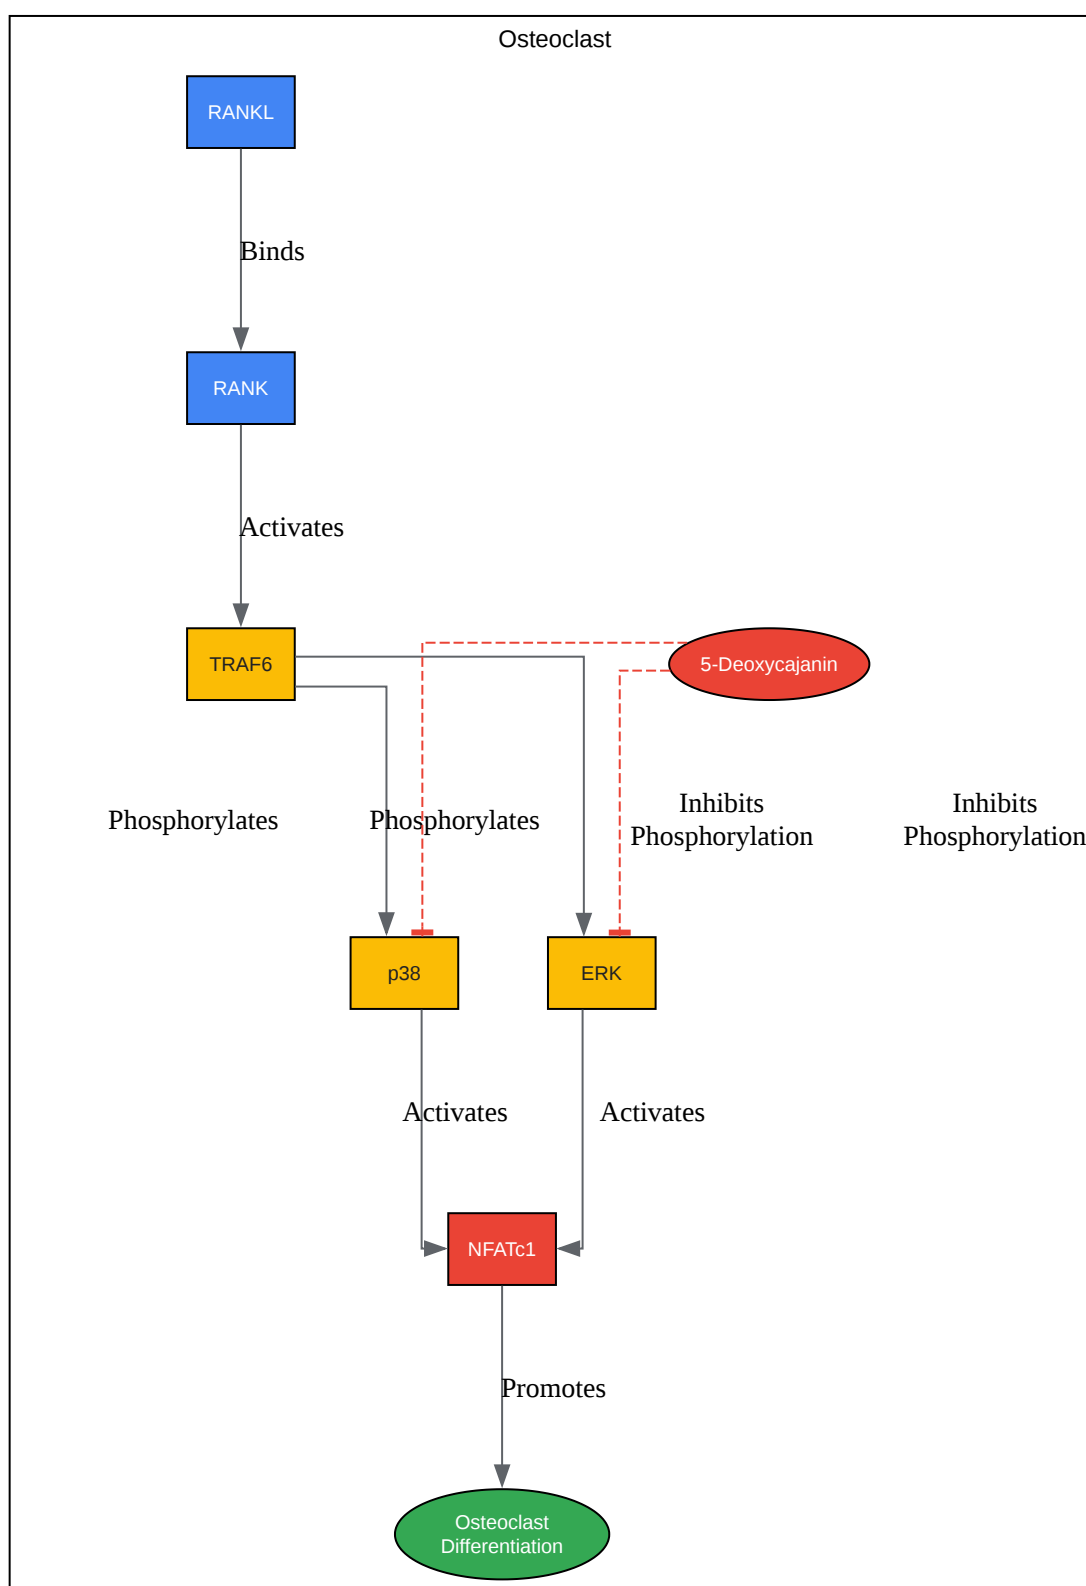 Osteoclast
RANKL
Binds
RANK
Activates
TRAF6
5-Deoxycajanin
Phosphorylates
Phosphorylates
Inhibits
Phosphorylation
Inhibits
Phosphorylation
p38
ERK
Activates
Activates
NFATc1
Promotes
Osteoclast
Differentiation